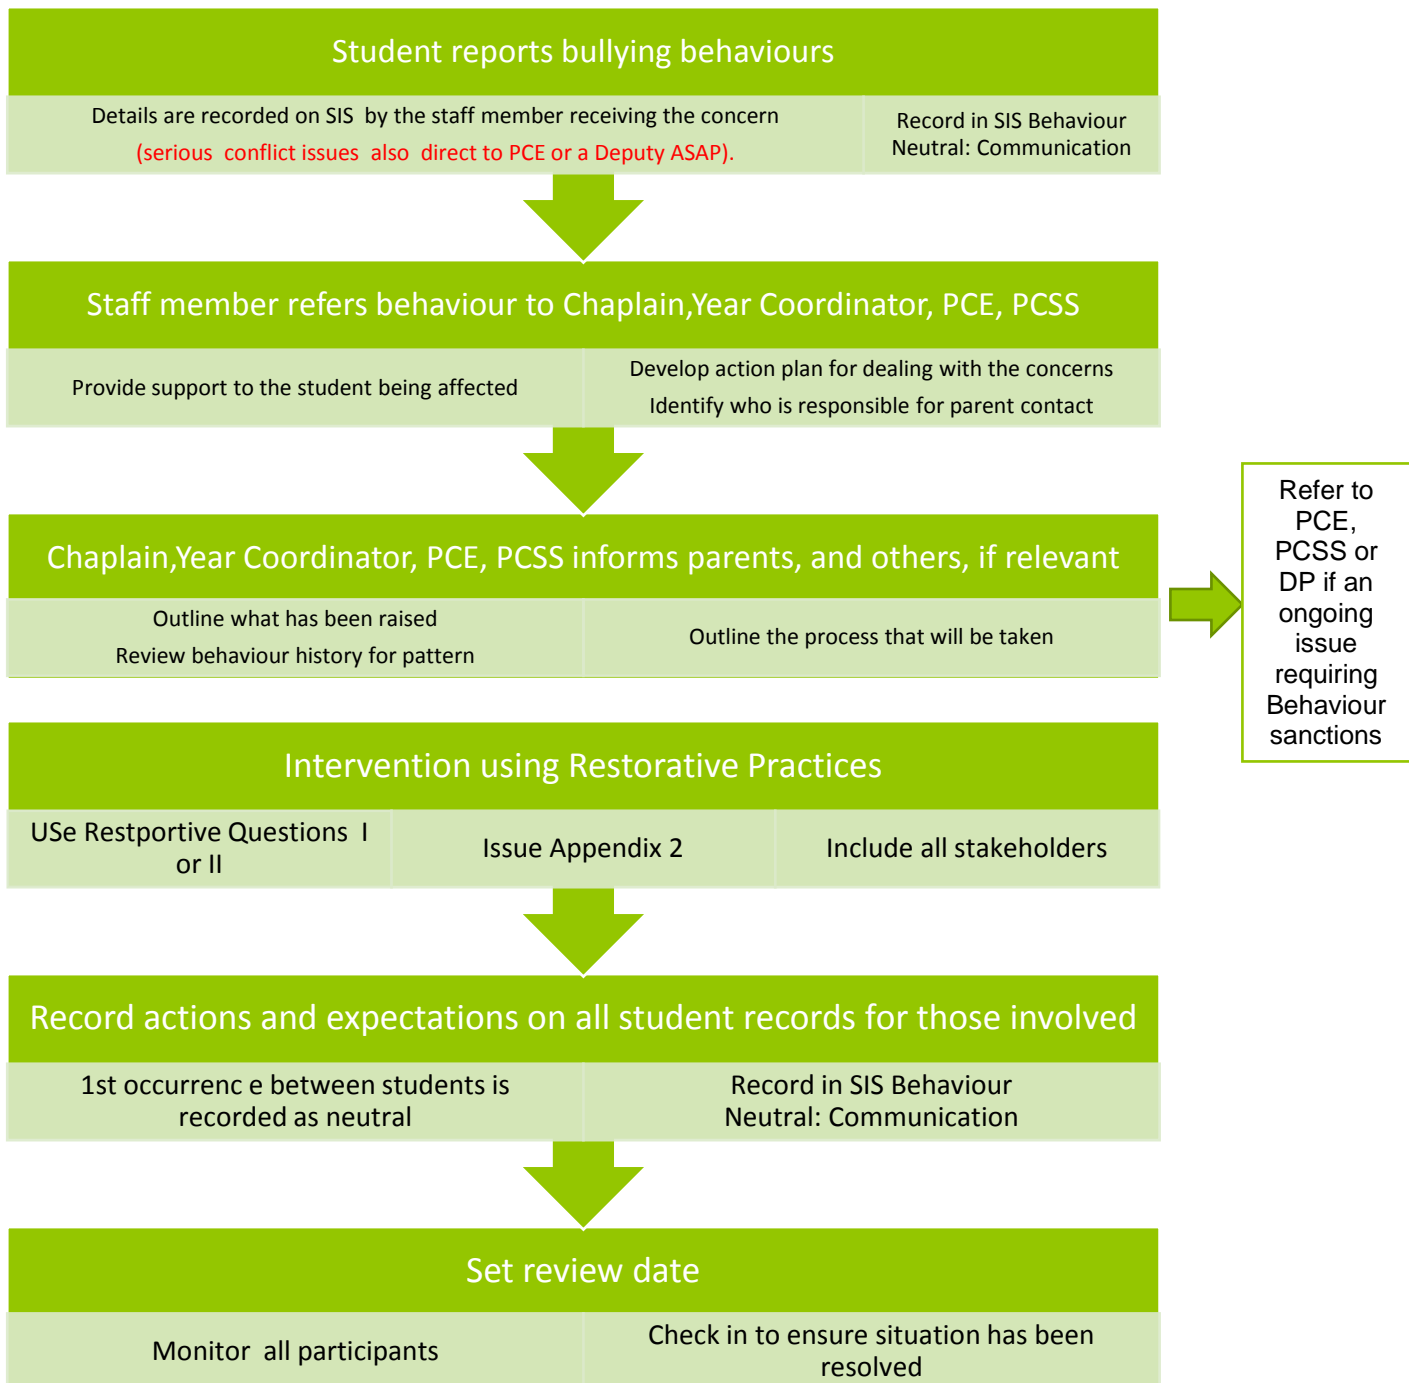 Student reports bullying behaviours
Details are recorded on SIS by the staff member receiving the concern
(serious conflict issues also direct to PCE or a Deputy ASAP).
Record in SIS Behaviour
Neutral: Communication
Staff member refers behaviour to Chaplain,Year Coordinator, PCE, PCSS
Provide support to the student being affected
Develop action plan for dealing with the concerns
Identify who is responsible for parent contact
Chaplain,Year Coordinator, PCE, PCSS informs parents, and others, if relevant
Outline what has been raised
Review behaviour history for pattern
Outline the process that will be taken
Refer to
PCE,
PCSS or
DP if an
ongoing
issue
requiring
Behaviour
sanctions
Intervention using Restorative Practices
USe Restportive Questions I
or II
Issue Appendix 2
Include all stakeholders
Record actions and expectations on all student records for those involved
1st occurrenc e between students is
recorded as neutral
Record in SIS Behaviour
Neutral: Communication
Set review date
Monitor all participants
Check in to ensure situation has been
resolved